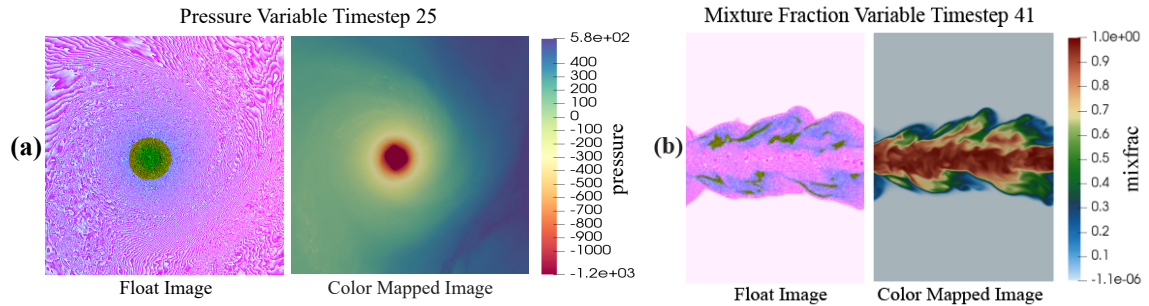 Pressure Variable Timestep 25
(a)
Float Image
Color Mapped Image
5.8e+02
400
300
200
100
0
-100
-200
-300
-400
-500
-600
-700
-800
-900
-1000
-1.2e+03
pressure
Mixture Fraction Variable Timestep 41
(b)
Float Image
Color Mapped Image
1.0e+00
0.9
0.8
0.7
0.6
0.5
0.4
0.3
0.2
0.1
-1.1e-06
mixfrac